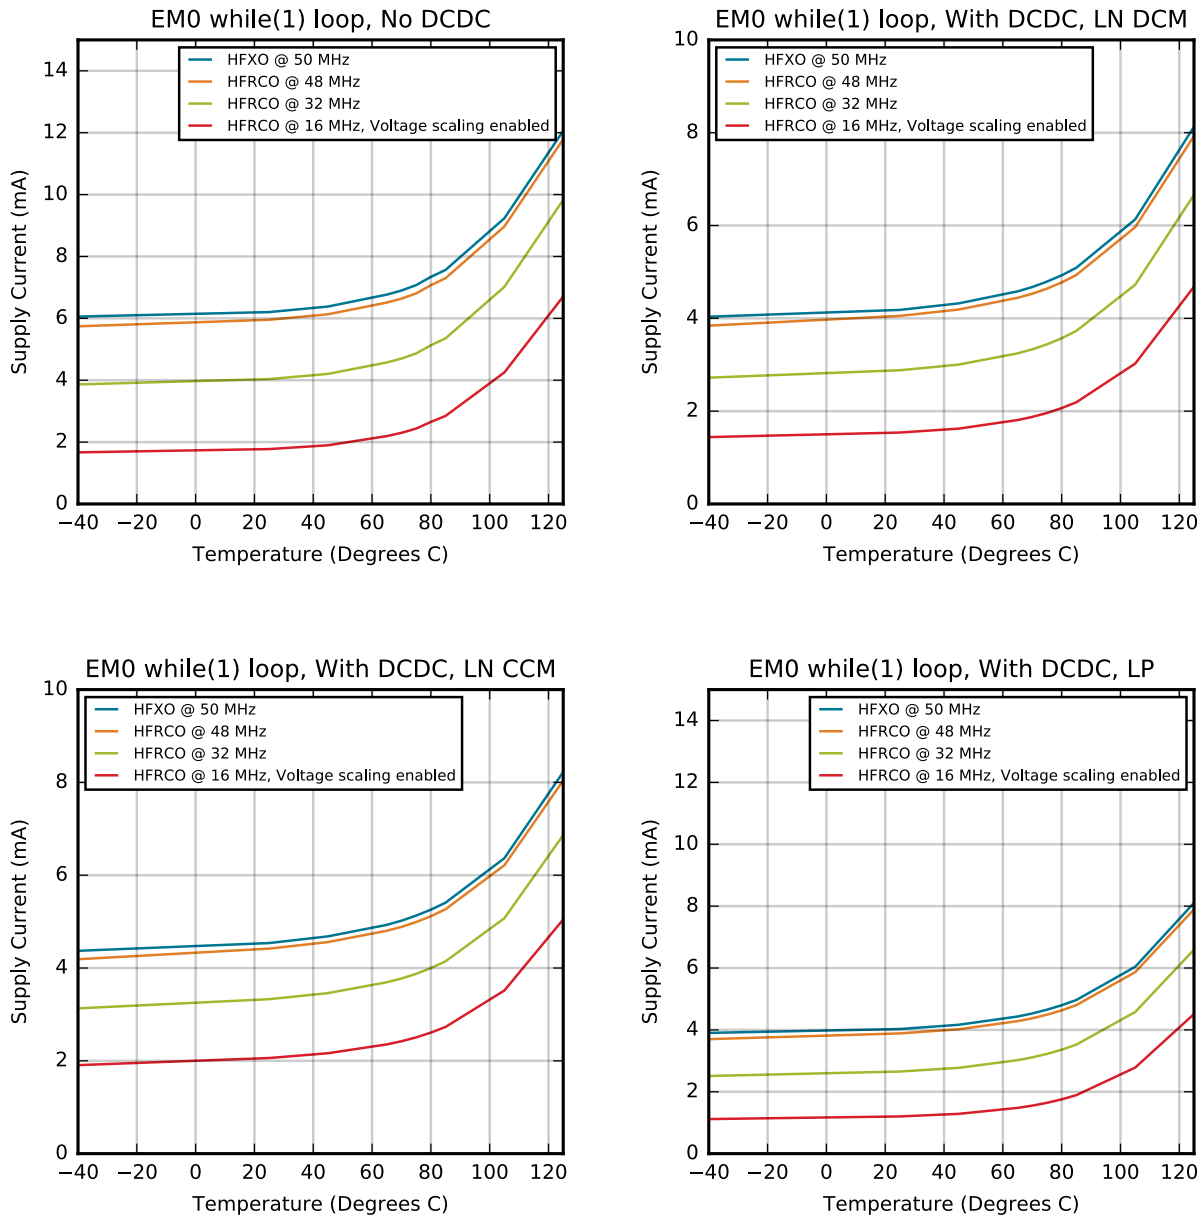 EM0 while(1) loop, No DCDC
HFXO @ 50 MHz
HFRCO @ 48 MHz
HFRCO @ 32 MHz
HFRCO @ 16 MHz, Voltage scaling enabled
Supply Current (mA)
14
12
10
8
6
4
2
0
−40 −20 0 20 40 60 80 100 120
Temperature (Degrees C)
EM0 while(1) loop, With DCDC, LN DCM
HFXO @ 50 MHz
HFRCO @ 48 MHz
HFRCO @ 32 MHz
HFRCO @ 16 MHz, Voltage scaling enabled
Supply Current (mA)
10
8
6
4
2
0
−40 −20 0 20 40 60 80 100 120
Temperature (Degrees C)
EM0 while(1) loop, With DCDC, LN CCM
HFXO @ 50 MHz
HFRCO @ 48 MHz
HFRCO @ 32 MHz
HFRCO @ 16 MHz, Voltage scaling enabled
Supply Current (mA)
10
8
6
4
2
0
−40 −20 0 20 40 60 80 100 120
Temperature (Degrees C)
EM0 while(1) loop, With DCDC, LP
HFXO @ 50 MHz
HFRCO @ 48 MHz
HFRCO @ 32 MHz
HFRCO @ 16 MHz, Voltage scaling enabled
Supply Current (mA)
14
12
10
8
6
4
2
0
−40 −20 0 20 40 60 80 100 120
Temperature (Degrees C)